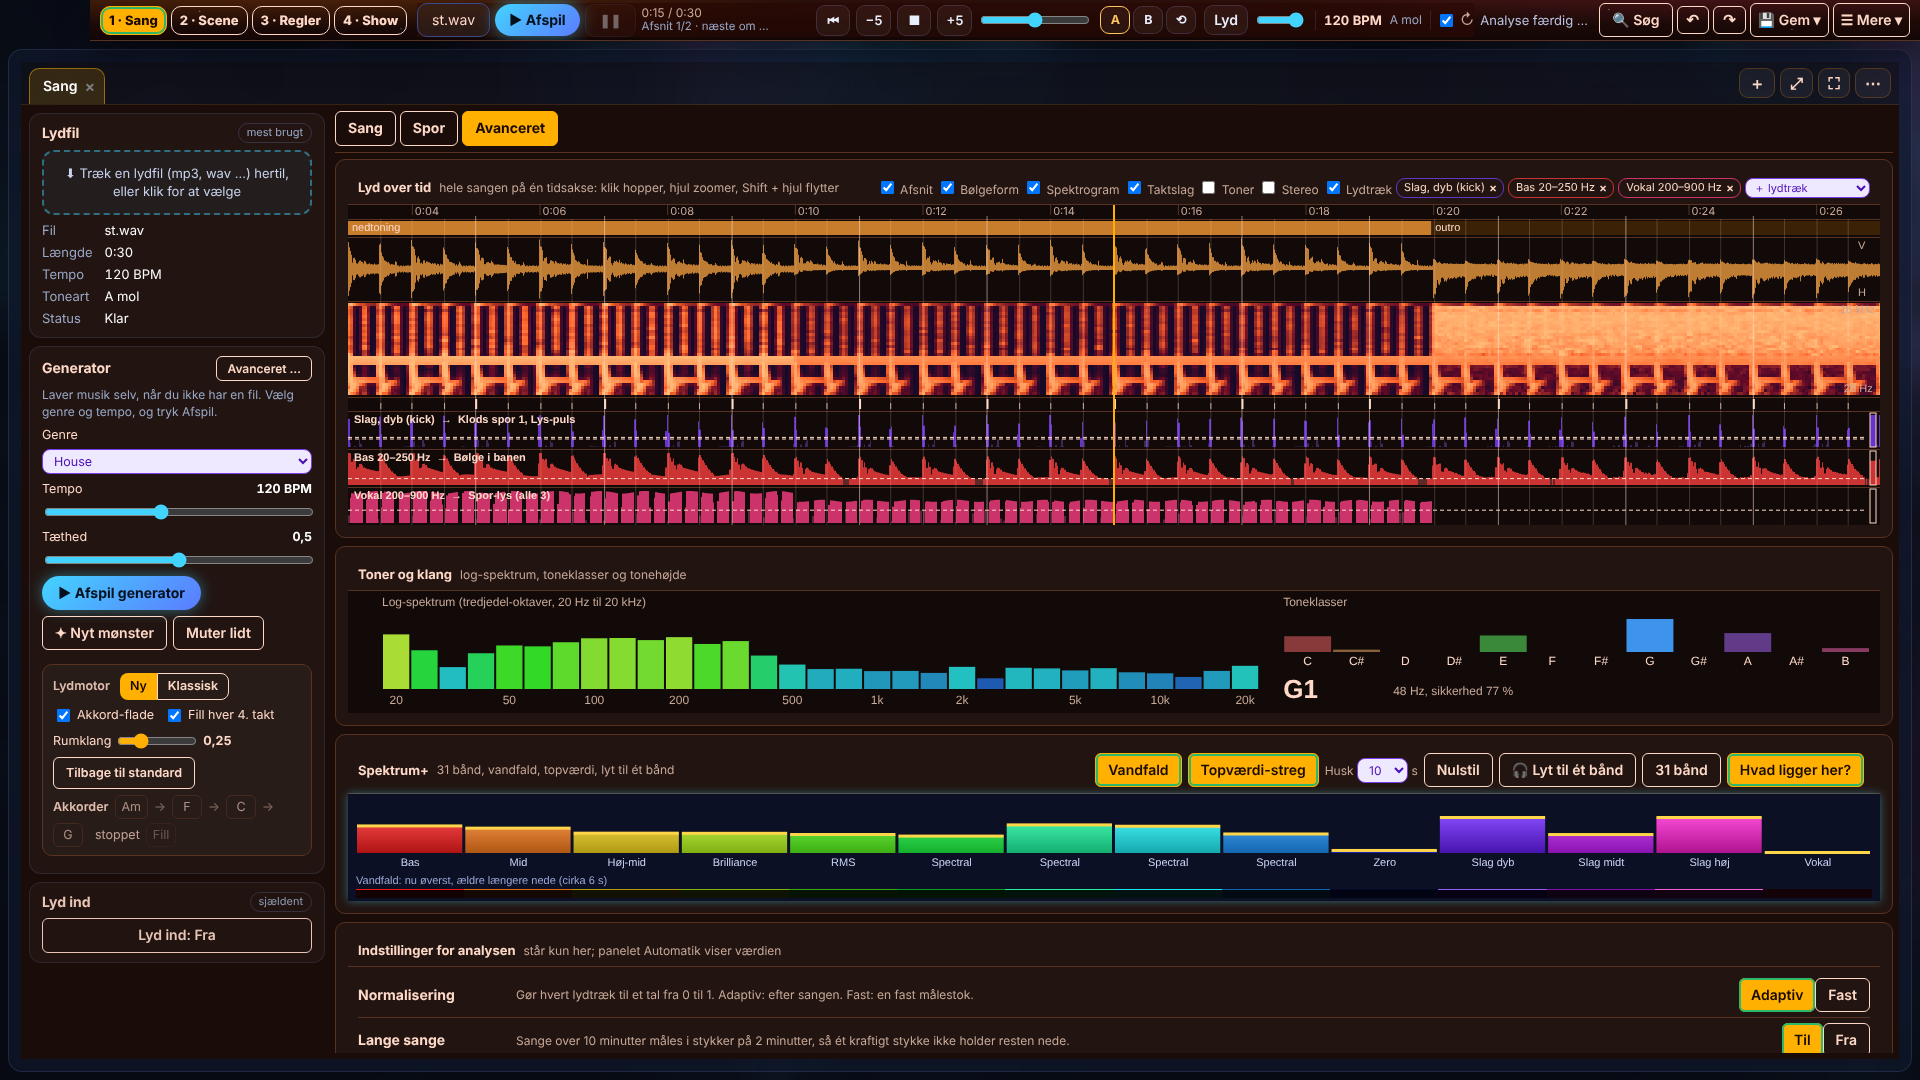 1 · Sang 2 · Scene 3 · Regler 4 · Show st.wav ▶ Afspil 0:15 / 0:30 −5 +5 A B Lyd 120 BPM A mol Analyse færdig ... Søg Gem ▾ ☰ Mere ▾
Afsnit 1/2 · næste om ...
Sang × + ...
Lydfil mest brugt
⬇ Træk en lydfil (mp3, wav ...) hertil,
eller klik for at vælge
Fil st.wav
Længde 0:30
Tempo 120 BPM
Toneart A mol
Status Klar
Generator Avanceret ...
Laver musik selv, når du ikke har en fil. Vælg
genre og tempo, og tryk Afspil.
Genre
House
Tempo 120 BPM
Tæthed 0,5
▶ Afspil generator
✦ Nyt mønster Muter lidt
Lydmotor Ny Klassisk
Akkord-flade Fill hver 4. takt
Rumklang 0,25
Tilbage til standard
Akkorder Am → F → C →
G stoppet Fill
Lyd ind sjældent
Lyd ind: Fra
Sang Spor Avanceret
Lyd over tid hele sangen på én tidsakse: klik hopper, hjul zoomer, Shift + hjul flytter Afsnit Bølgeform Spektrogram Taktslag Toner Stereo Lydtræk Slag, dyb (kick) × Bas 20–250 Hz × Vokal 200–900 Hz × + lydtræk
0:04 0:06 0:08 0:10 0:12 0:14 0:16 0:18 0:20 0:22 0:24 0:26
nedtoning outro
V
H
Slag, dyb (kick) → Klods spor 1, Lys-puls
Bas 20–250 Hz → Bølge i banen
Vokal 200–900 Hz → Spor-lys (alle 3)
Toner og klang log-spektrum, toneklasser og tonehøjde
Log-spektrum (tredjedel-oktaver, 20 Hz til 20 kHz) Toneklasser
C C# D D# E F F# G G# A A# B
G1 48 Hz, sikkerhed 77 %
20 50 100 200 500 1k 2k 5k 10k 20k
Spektrum+ 31 bånd, vandfald, topværdi, lyt til ét bånd Vandfald Topværdi-streg Husk 10 s Nulstil 🎧 Lyt til ét bånd 31 bånd Hvad ligger her?
Bas Mid Høj-mid Brilliance RMS Spectral Spectral Spectral Spectral Zero Slag dyb Slag midt Slag høj Vokal
Vandfald: nu øverst, ældre længere nede (cirka 6 s)
Indstillinger for analysen står kun her; panelet Automatik viser værdien
Normalisering Gør hvert lydtræk til et tal fra 0 til 1. Adaptiv: efter sangen. Fast: en fast målestok. Adaptiv Fast
Lange sange Sange over 10 minutter måles i stykker på 2 minutter, så ét kraftigt stykke ikke holder resten nede. Til Fra